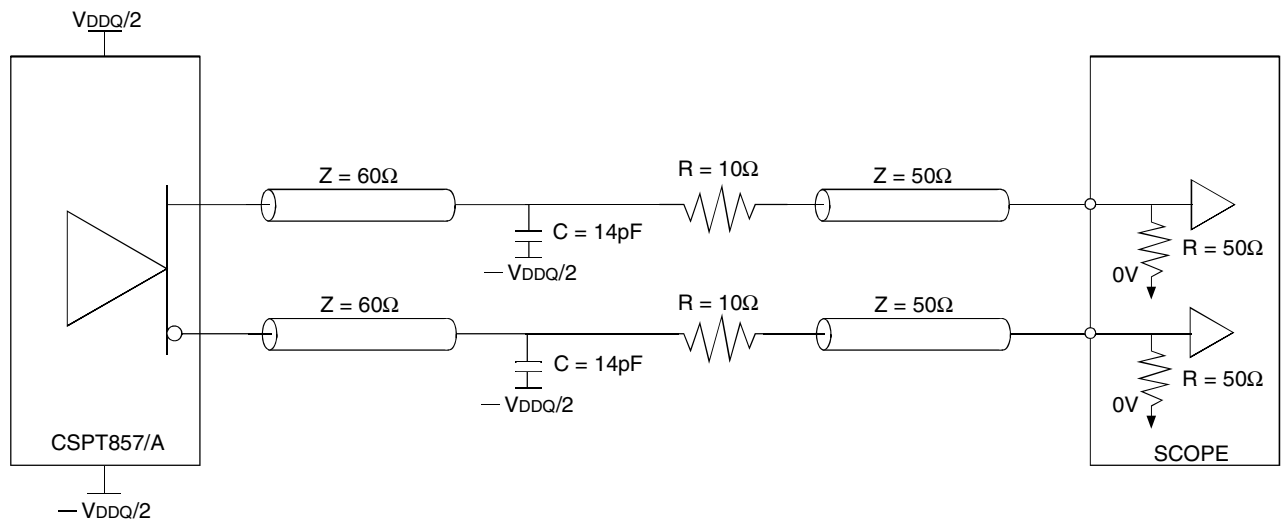 VDDQ/2
Z = 60Ω
R = 10Ω
Z = 50Ω
C = 14pF
— VDDQ/2
R = 50Ω
0V
Z = 60Ω
R = 10Ω
Z = 50Ω
C = 14pF
— VDDQ/2
R = 50Ω
0V
CSPT857/A
SCOPE
— VDDQ/2